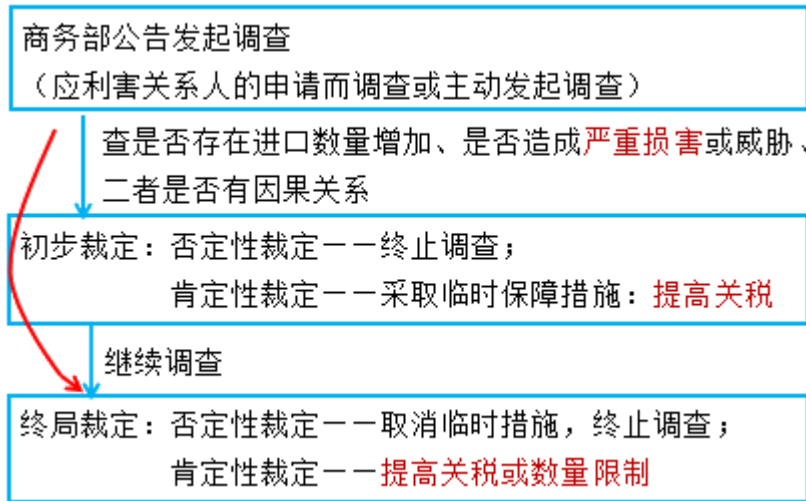 商务部公告发起调查
（应利害关系人的申请而调查或主动发起调查）
查是否存在进口数量增加、是否造成严重损害或威胁、
二者是否有因果关系
初步裁定：否定性裁定——终止调查；
肯定性裁定——采取临时保障措施：提高关税
继续调查
终局裁定：否定性裁定——取消临时措施，终止调查；
肯定性裁定——提高关税或数量限制